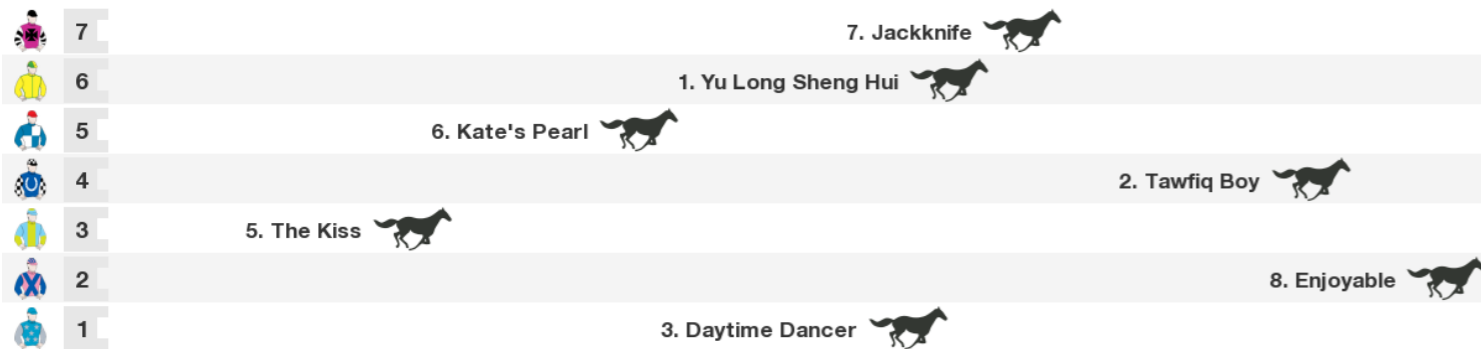 7 7. Jackknife
6 1. Yu Long Sheng Hui
5 6. Kate's Pearl
4 2. Tawfiq Boy
3 5. The Kiss
2 8. Enjoyable
1 3. Daytime Dancer